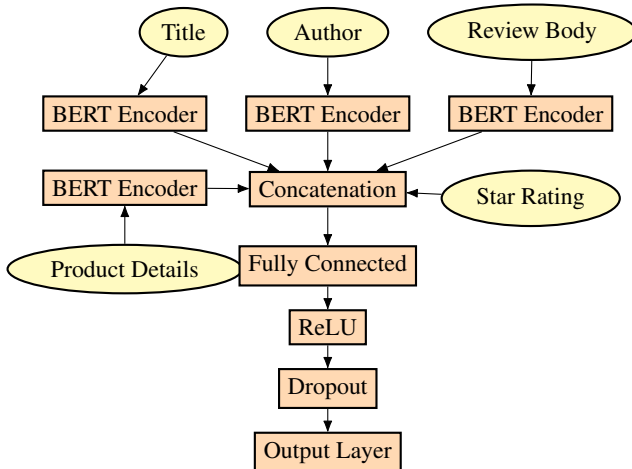 Title
Author
Review Body
BERT Encoder
BERT Encoder
BERT Encoder
BERT Encoder
Concatenation
Star Rating
Product Details
Fully Connected
ReLU
Dropout
Output Layer